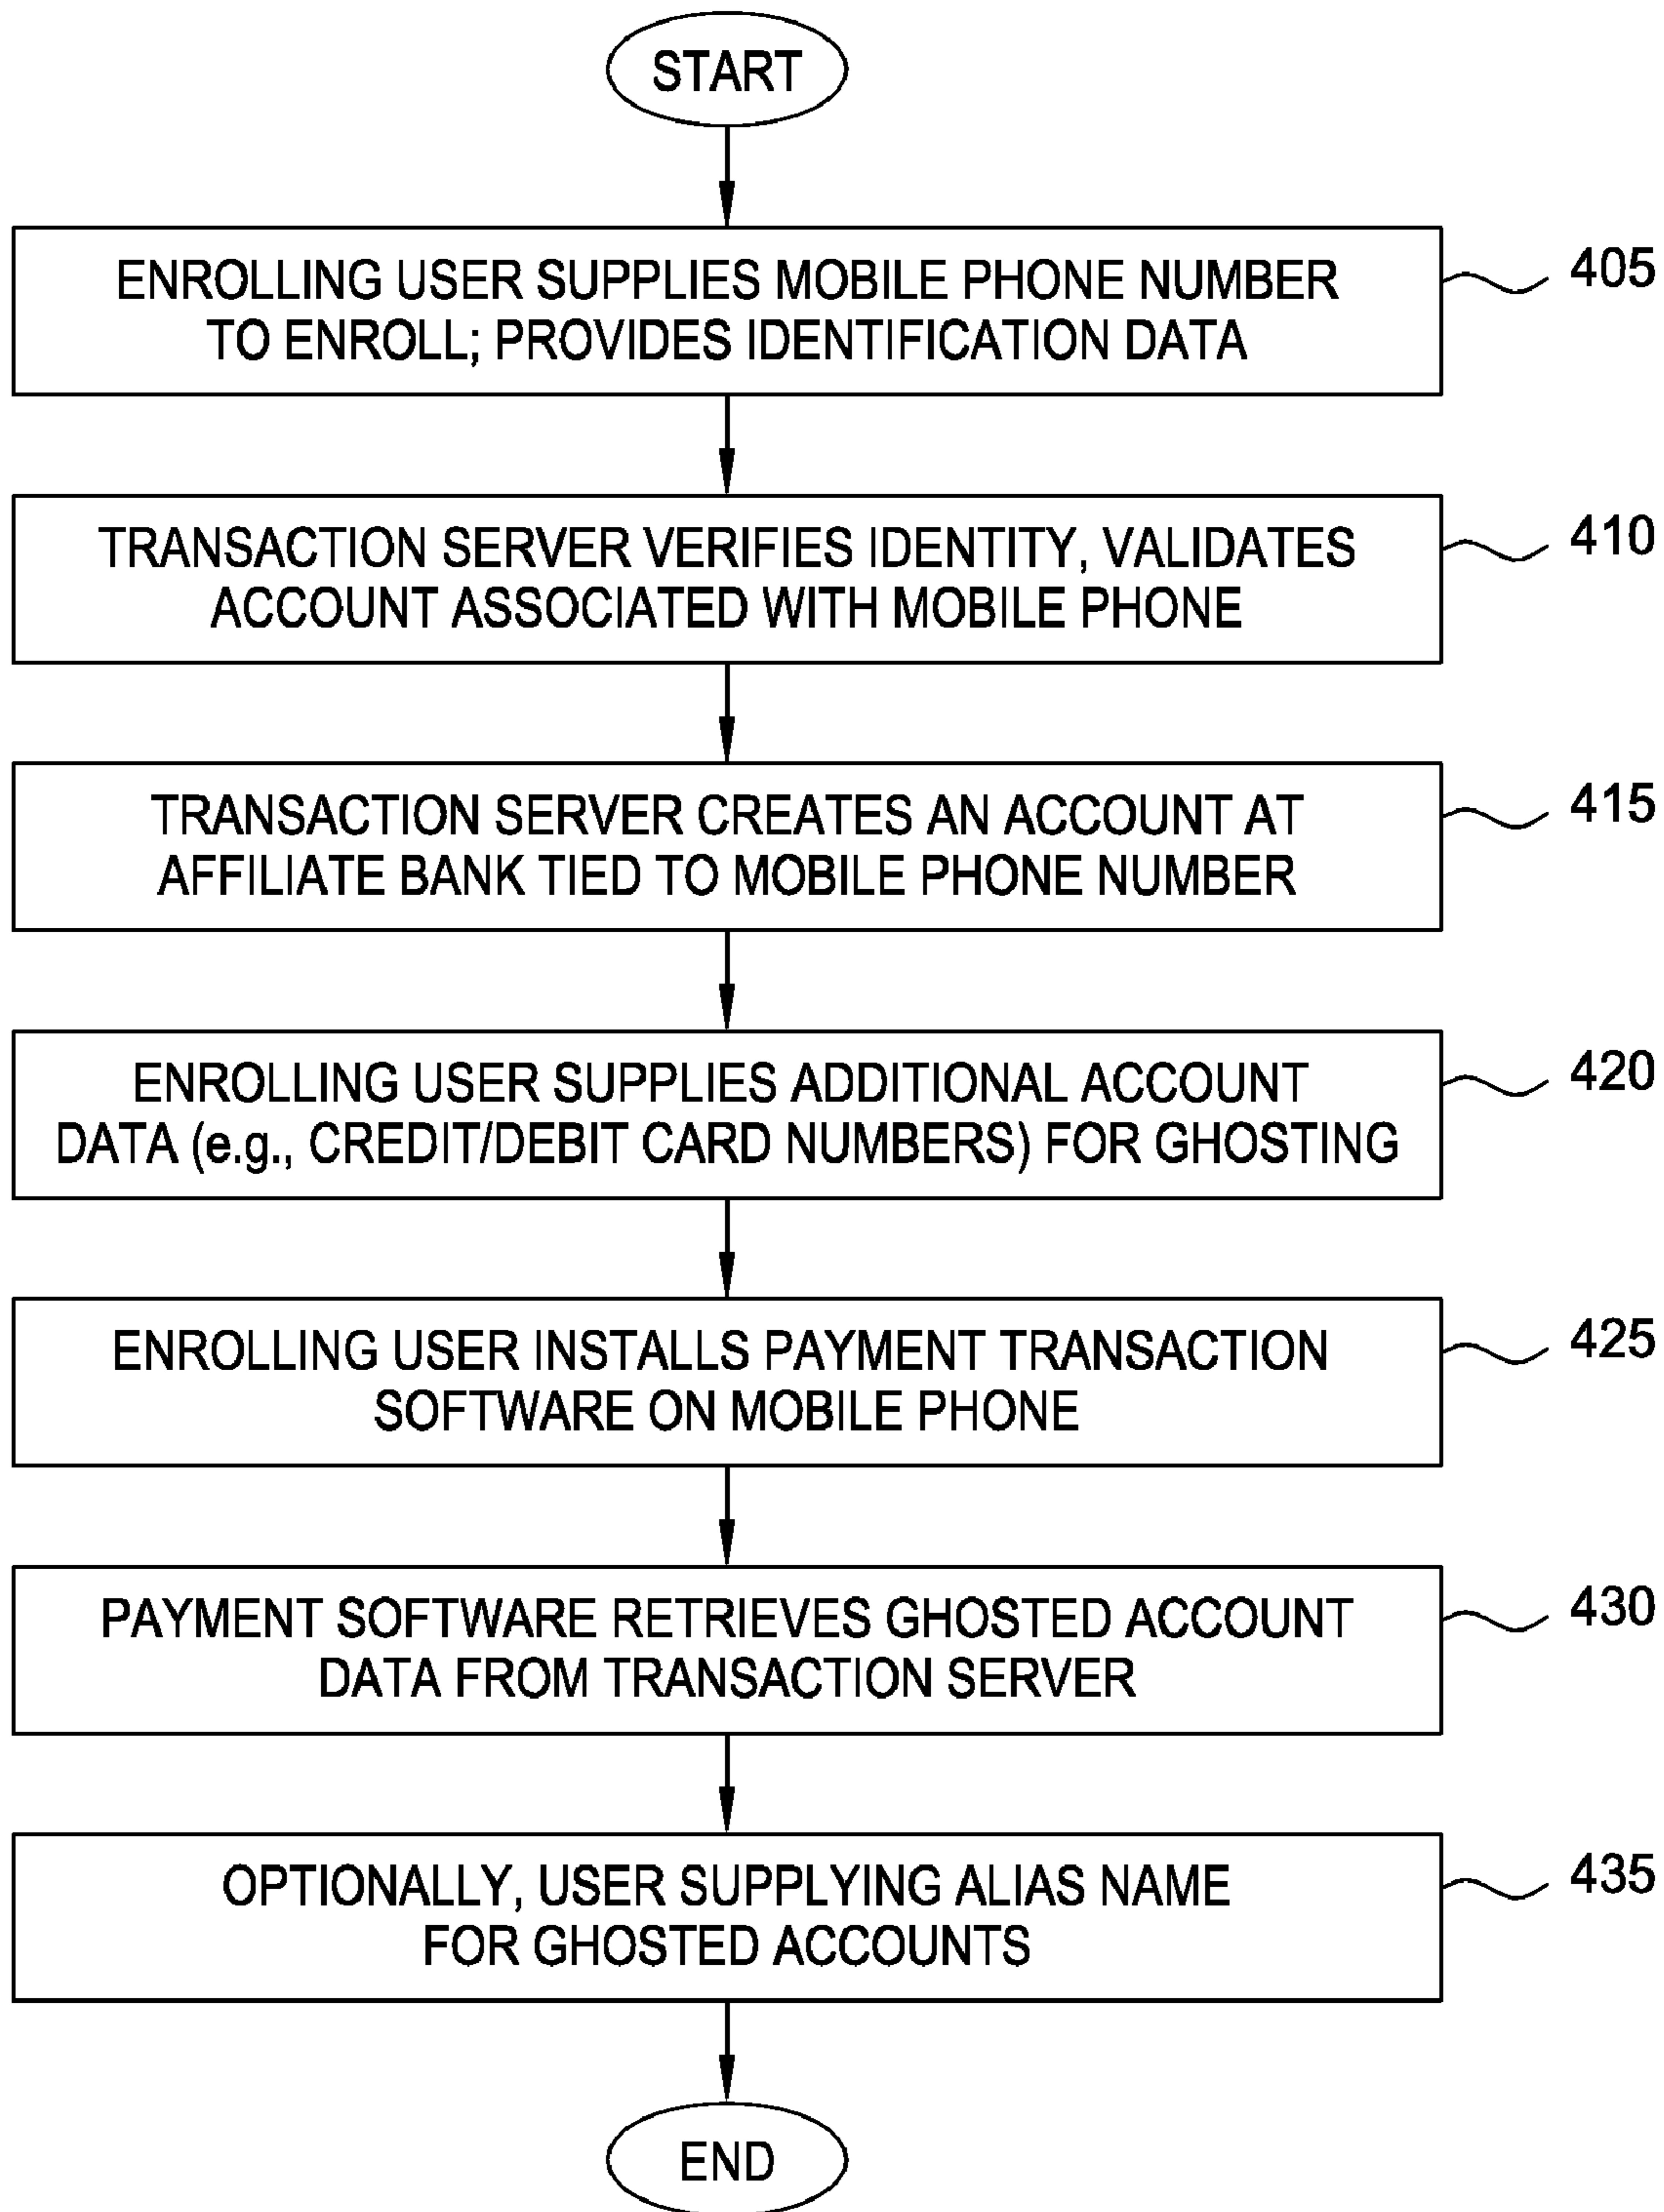 START
ENROLLING USER SUPPLIES MOBILE PHONE NUMBER
TO ENROLL; PROVIDES IDENTIFICATION DATA
405
TRANSACTION SERVER VERIFIES IDENTITY, VALIDATES
ACCOUNT ASSOCIATED WITH MOBILE PHONE
410
TRANSACTION SERVER CREATES AN ACCOUNT AT
AFFILIATE BANK TIED TO MOBILE PHONE NUMBER
415
ENROLLING USER SUPPLIES ADDITIONAL ACCOUNT
DATA (e.g., CREDIT/DEBIT CARD NUMBERS) FOR GHOSTING
420
ENROLLING USER INSTALLS PAYMENT TRANSACTION
SOFTWARE ON MOBILE PHONE
425
PAYMENT SOFTWARE RETRIEVES GHOSTED ACCOUNT
DATA FROM TRANSACTION SERVER
430
OPTIONALLY, USER SUPPLYING ALIAS NAME
FOR GHOSTED ACCOUNTS
435
END